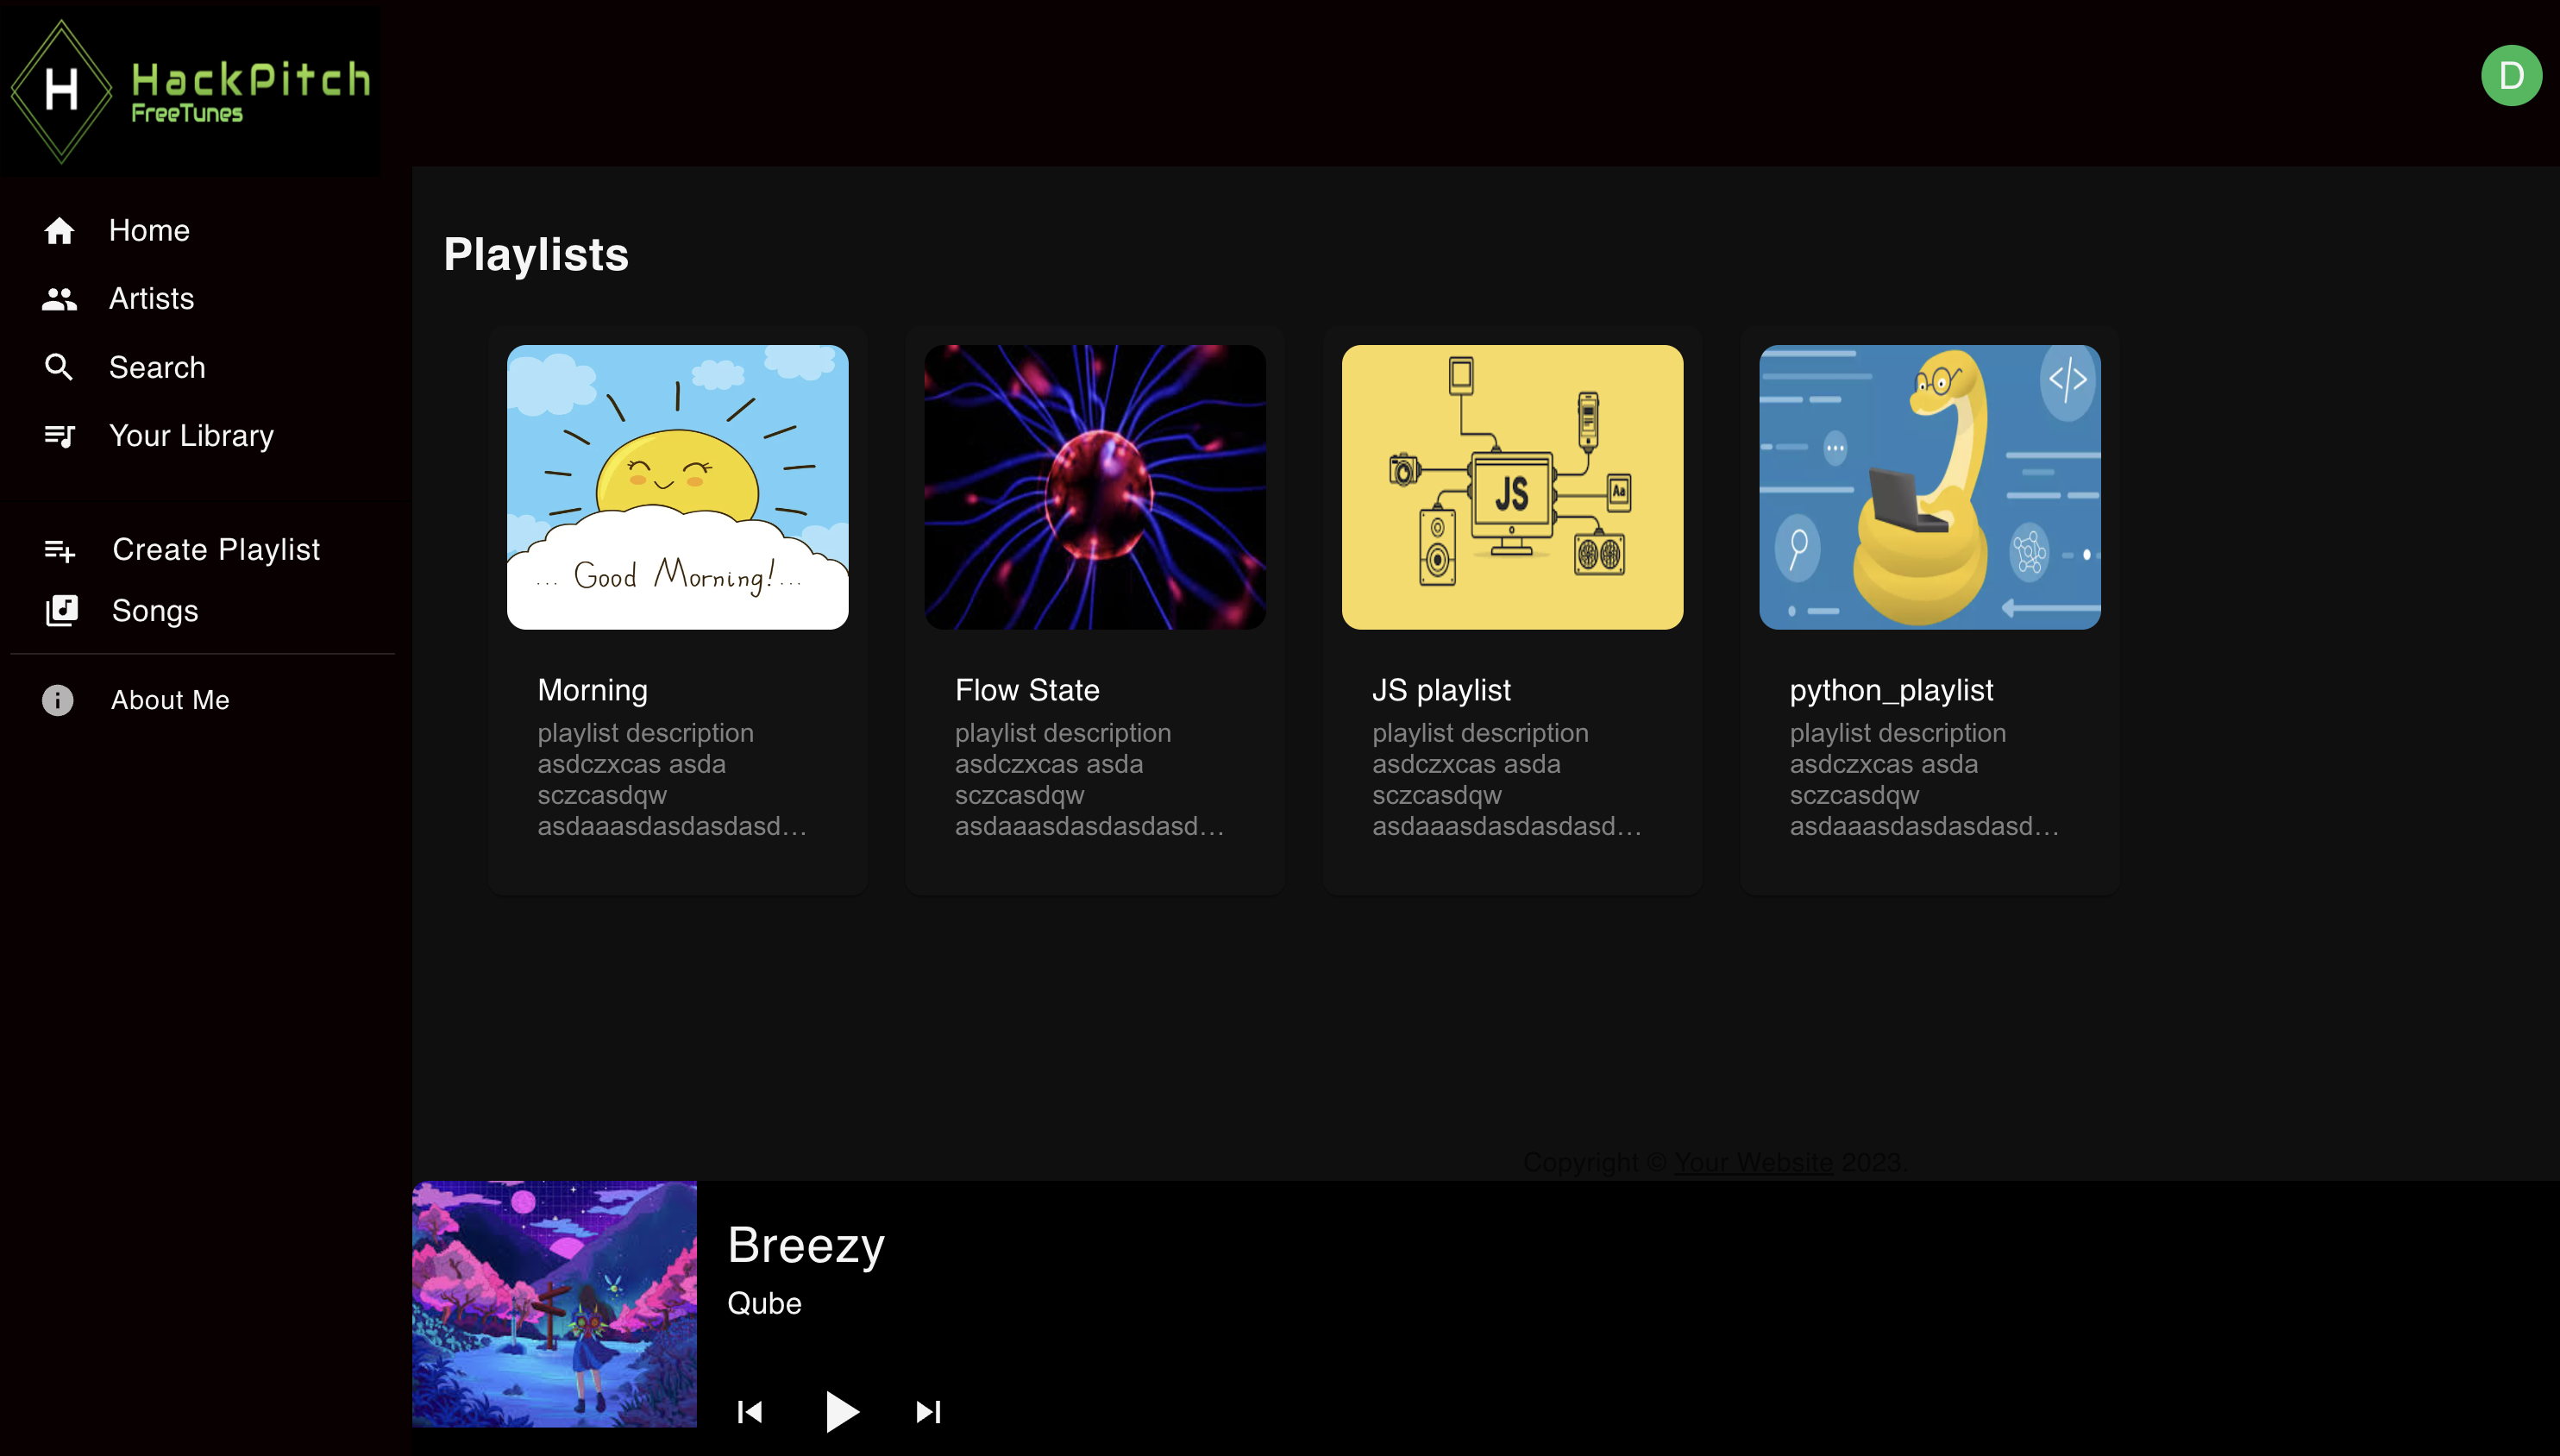 H
HackPitch
FreeTunes
D
Home
Artists
Search
Your Library
Create Playlist
Songs
About Me
Playlists
... Good Morning! ...
JS
Aa
</>
Morning
playlist description
asdczxcas asda
sczcasdqw
asdaaasdasdasdasd…
Flow State
playlist description
asdczxcas asda
sczcasdqw
asdaaasdasdasdasd…
JS playlist
playlist description
asdczxcas asda
sczcasdqw
asdaaasdasdasdasd…
python_playlist
playlist description
asdczxcas asda
sczcasdqw
asdaaasdasdasdasd…
Copyright © Your Website 2023.
Breezy
Qube